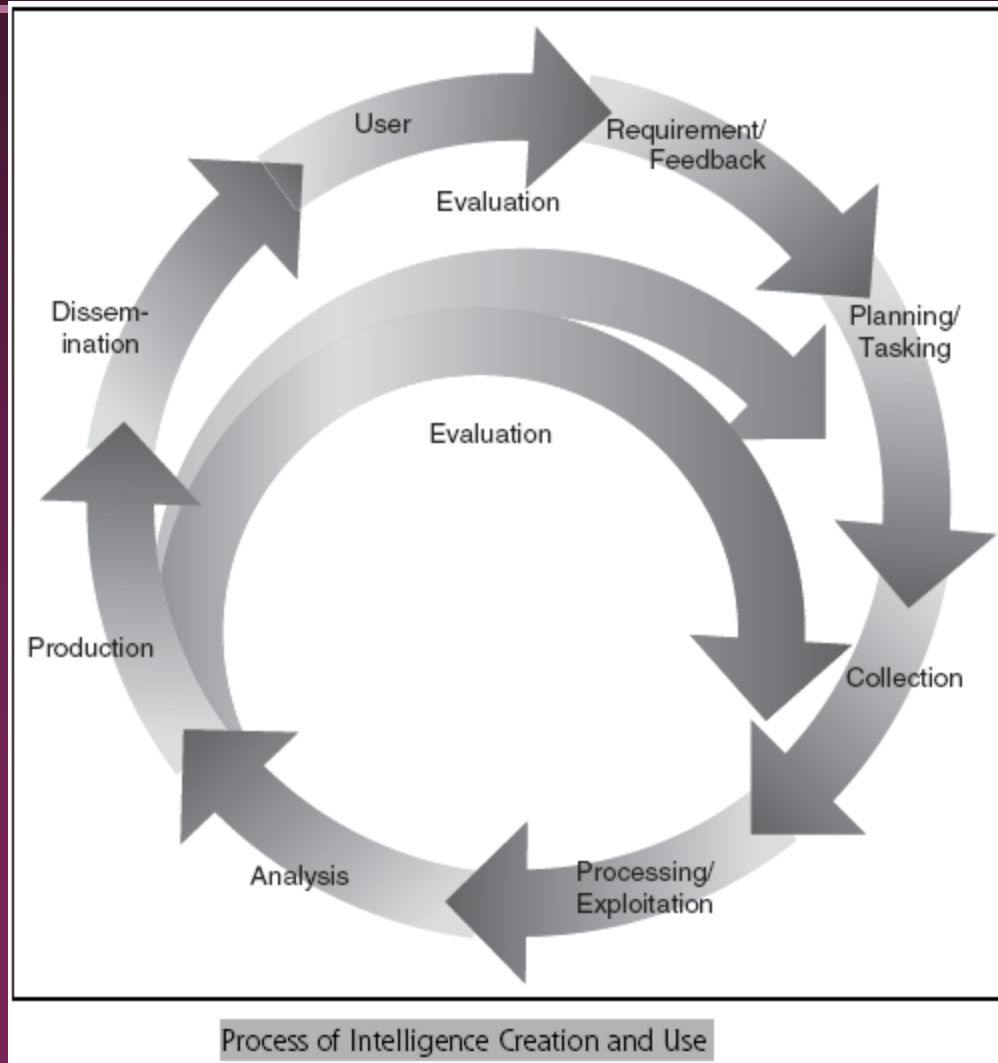 User
Requirement/
Feedback
Evaluation
Dissem-
ination
Planning/
Tasking
Evaluation
Production
Collection
Analysis
Processing/
Exploitation
Process of Intelligence Creation and Use